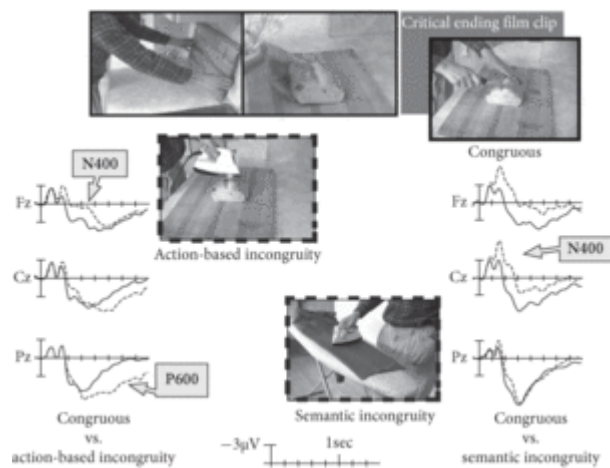 Critical ending film clip
Congruous
N400
Fz
Cz
Pz
P600
Congruous
vs.
action-based incongruity
Action-based incongruity
Semantic incongruity
−3μV
1sec
Fz
N400
Cz
Pz
Congruous
vs.
semantic incongruity